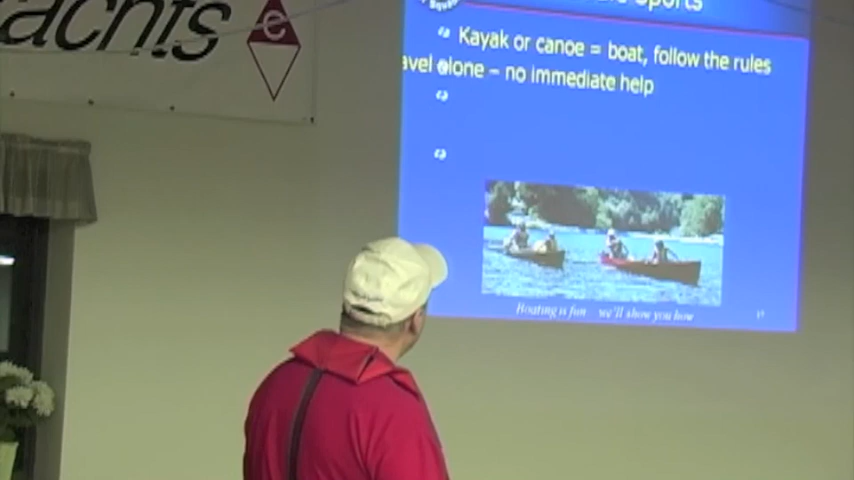 achts
e
Sports
Kayak or canoe = boat, follow the rules
avel alone – no immediate help
Boating is fun we'll show you how